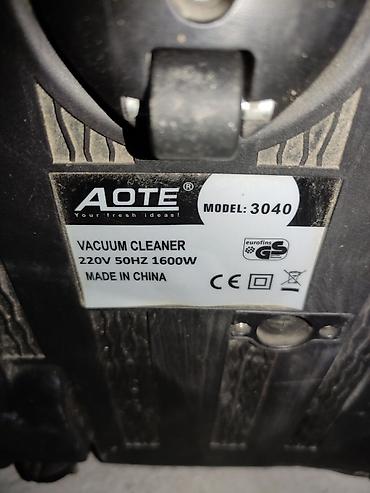 AOTE®
Your fresh ideas!
MODEL: 3040
VACUUM CLEANER
220V 50HZ 1600W
MADE IN CHINA
eurofins
GS
CE